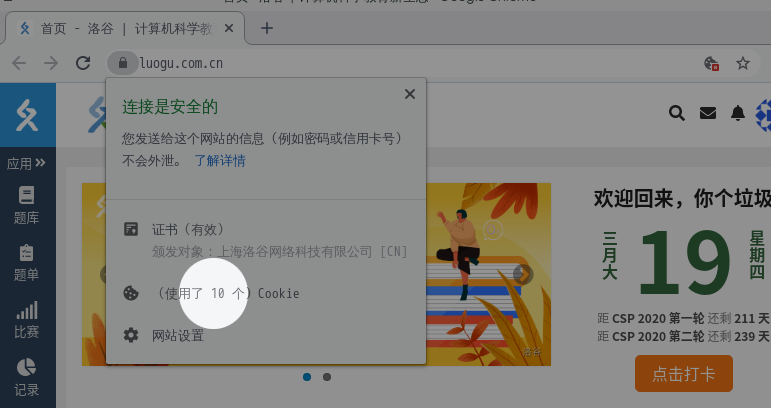 首页 - 洛谷 | 计算机科学教
luogu.com.cn
连接是安全的
您发送给这个网站的信息（例如密码或信用卡号）
不会外泄。 了解详情
证书（有效）
颁发对象：上海洛谷网络科技有限公司 [CN]
（使用了 10 个）Cookie
网站设置
应用
题库
题单
比赛
记录
洛谷
欢迎回来，你个垃圾
三月大
19
星期四
距 CSP 2020 第一轮 还剩 211 天
距 CSP 2020 第二轮 还剩 239 天
点击打卡